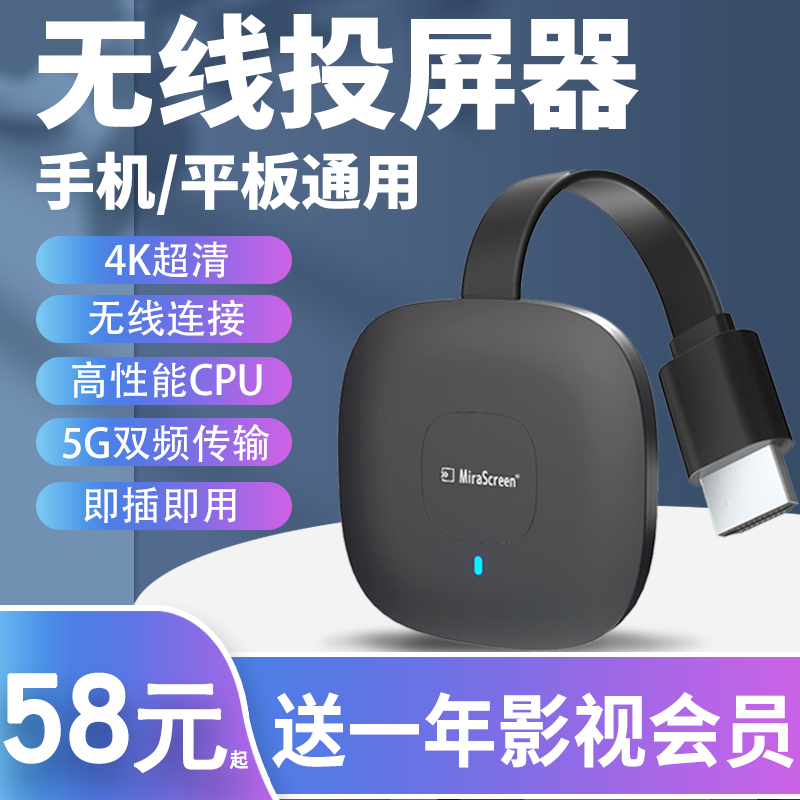 无线投屏器
手机/平板通用
4K超清
无线连接
高性能CPU
5G双频传输
即插即用
MiraScreen®
58元起
送一年影视会员